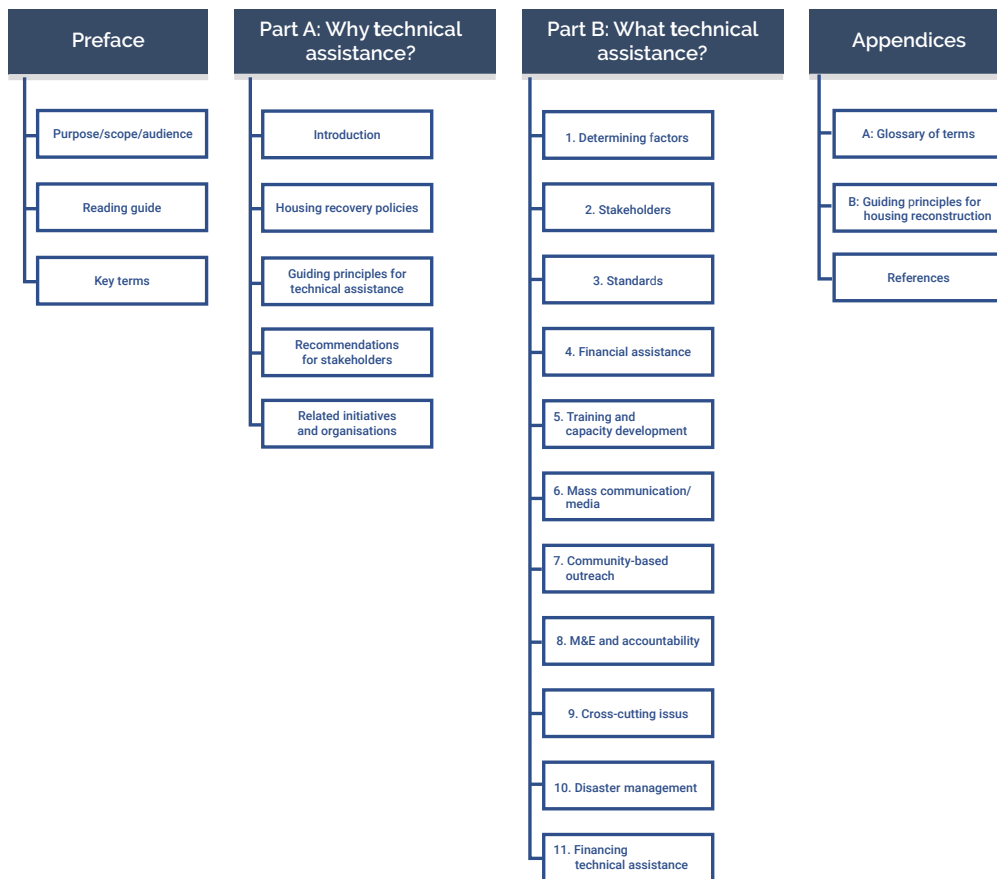 Preface
Purpose/scope/audience
Reading guide
Key terms
Part A: Why technical
assistance?
Introduction
Housing recovery policies
Guiding principles for
technical assistance
Recommendations
for stakeholders
Related initiatives
and organisations
Part B: What technical
assistance?
1. Determining factors
2. Stakeholders
3. Standards
4. Financial assistance
5. Training and
capacity development
6. Mass communication/
media
7. Community-based
outreach
8. M&E and accountability
9. Cross-cutting issus
10. Disaster management
11. Financing
technical assistance
Appendices
A: Glossary of terms
B: Guiding principles for
housing reconstruction
References